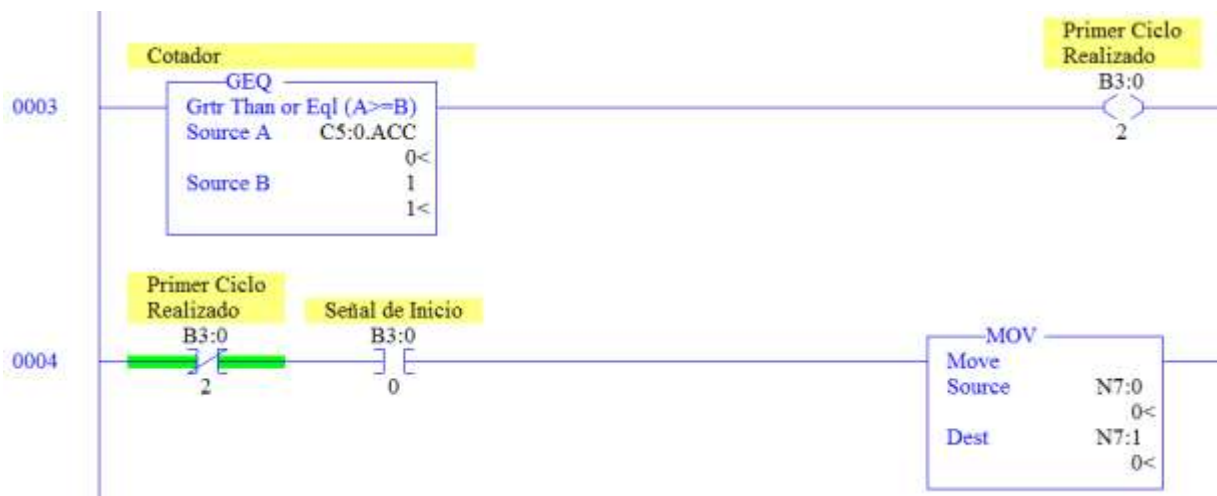 Primer Ciclo
Realizado
B3:0
2
Cotador
GEQ
0003
Grtr Than or Eql (A>=B)
Source A C5:0.ACC
0<
Source B 1
1<
Primer Ciclo
Realizado
B3:0
2
Señal de Inicio
B3:0
0
0004
MOV
Move
Source N7:0
0<
Dest N7:1
0<